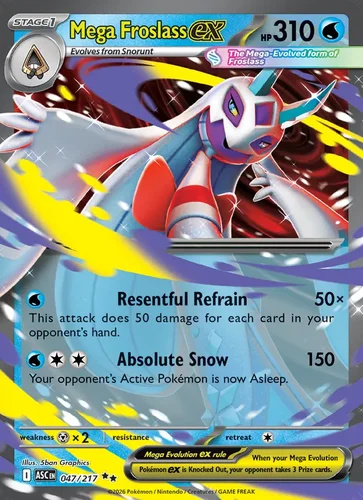 STAGE1 Mega Froslass ex HP310
Evolves from Snorunt
The Mega-Evolved form of
Froslass
Resentful Refrain 50×
This attack does 50 damage for each card in your
opponent's hand.
Absolute Snow 150
Your opponent's Active Pokémon is now Asleep.
weakness ×2 resistance retreat
Illus. 5ban Graphics
I ASC EN 047/217
Mega Evolution ex rule
When your Mega Evolution
Pokémon ex is Knocked Out, your opponent takes 3 Prize cards.
©2026 Pokémon / Nintendo / Creatures / GAME FREAK